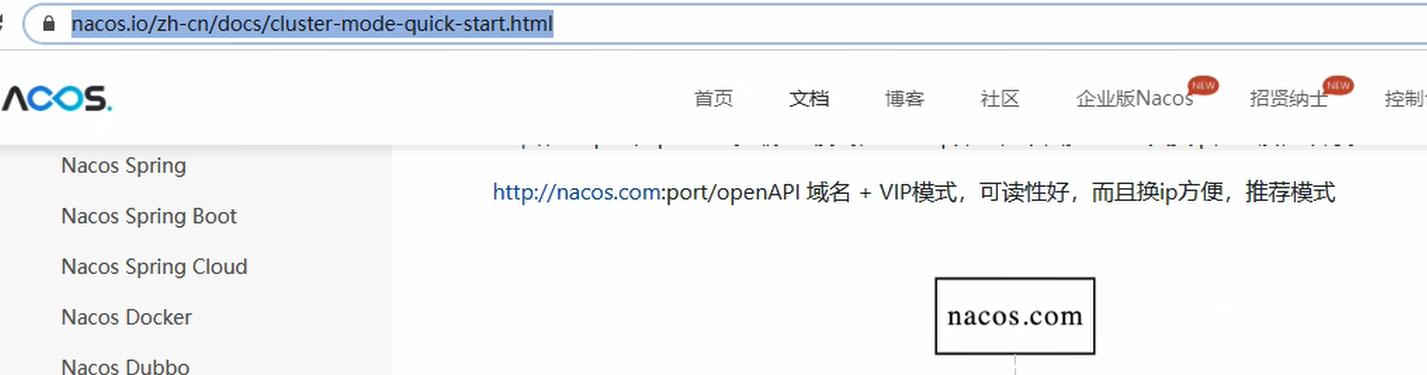 nacos.io/zh-cn/docs/cluster-mode-quick-start.html
NACOS.
首页 文档 博客 社区 企业版Nacos NEW 招贤纳士 NEW
Nacos Spring
http://nacos.com:port/openAPI 域名 + VIP模式，可读性好，而且换ip方便，推荐模式
Nacos Spring Boot
Nacos Spring Cloud
nacos.com
Nacos Docker
Nacos Dubbo